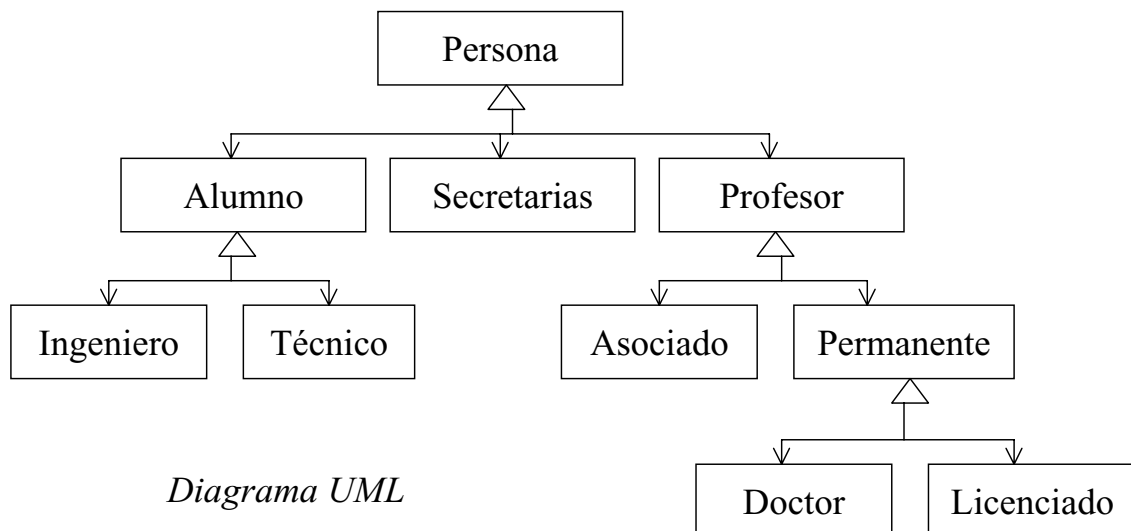 Persona
Alumno
Secretarias
Profesor
Ingeniero
Técnico
Asociado
Permanente
Diagrama UML
Doctor
Licenciado